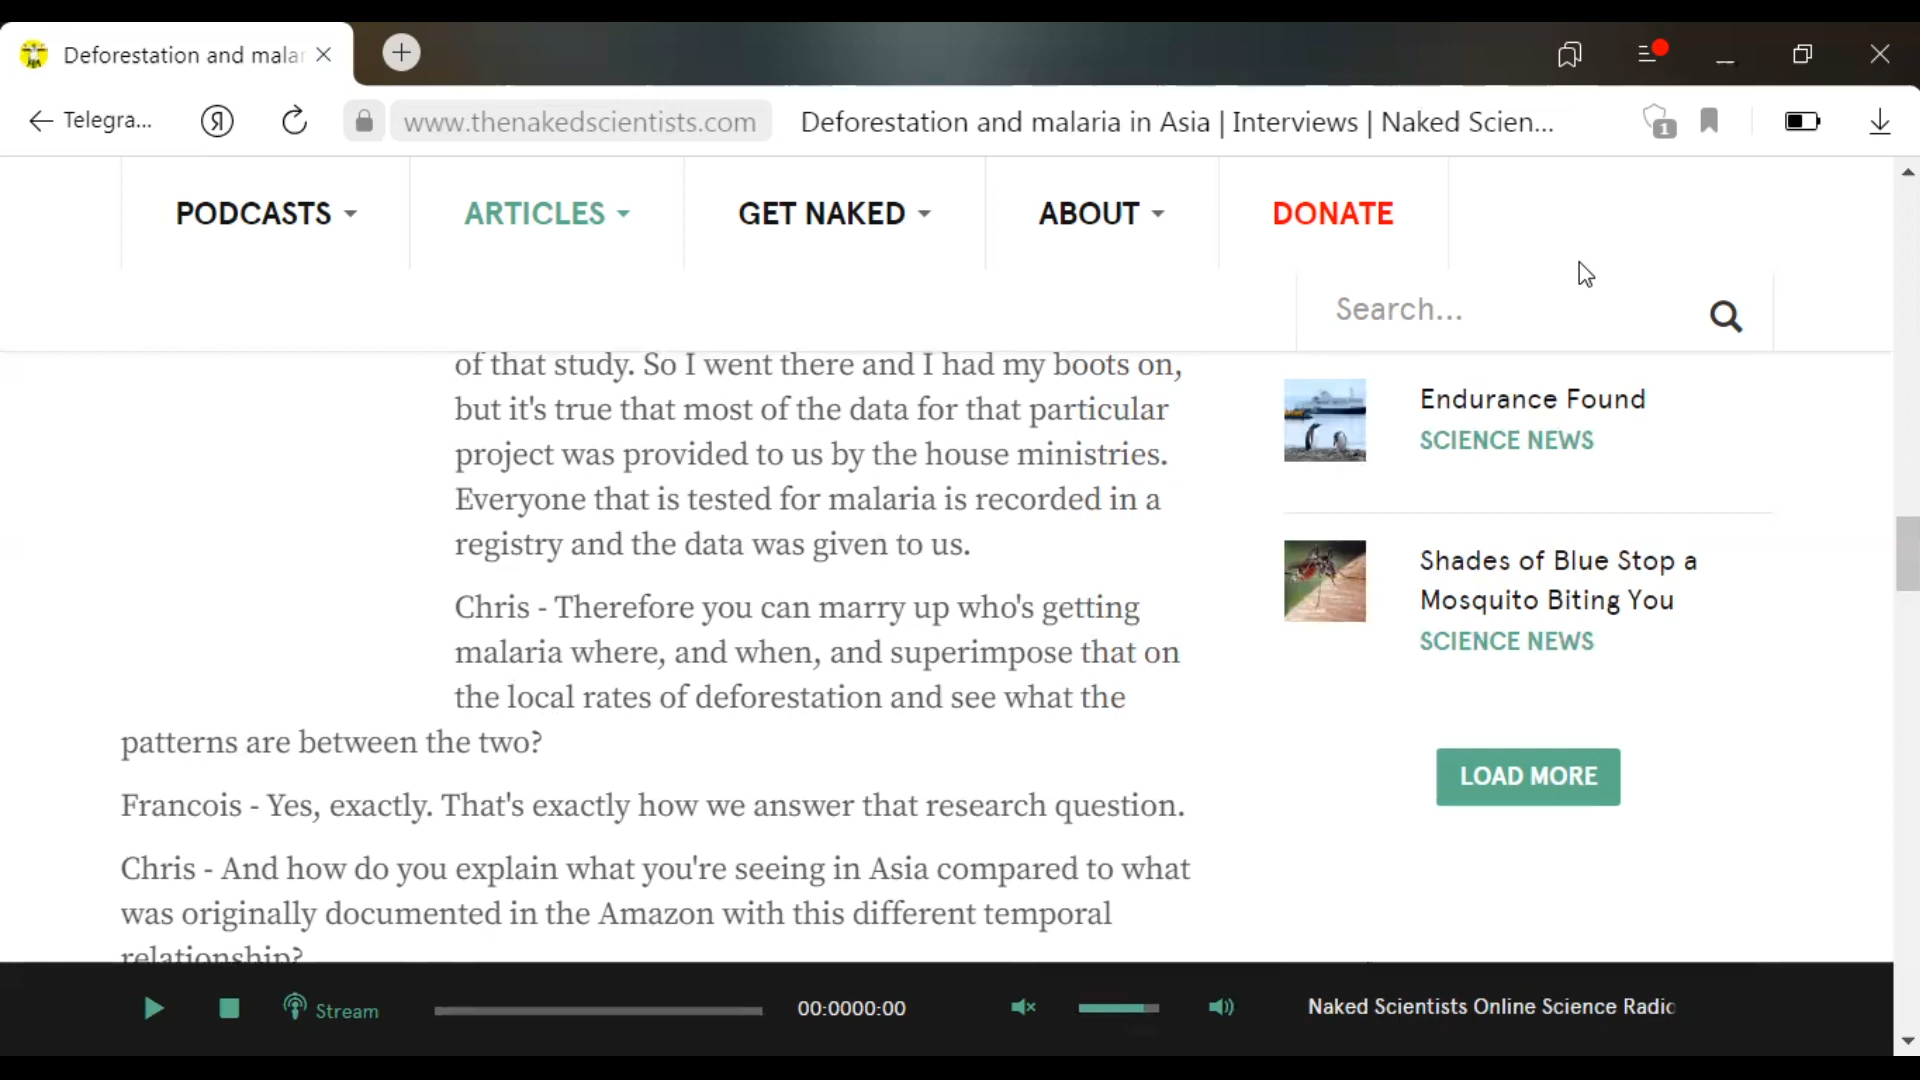 Deforestation and malar
Telegra...
www.thenakedscientists.com
Deforestation and malaria in Asia | Interviews | Naked Scien...
1
PODCASTS
ARTICLES
GET NAKED
ABOUT
DONATE
Search...
of that study. So I went there and I had my boots on,
but it's true that most of the data for that particular
project was provided to us by the house ministries.
Everyone that is tested for malaria is recorded in a
registry and the data was given to us.
Chris - Therefore you can marry up who's getting
malaria where, and when, and superimpose that on
the local rates of deforestation and see what the
patterns are between the two?
Francois - Yes, exactly. That's exactly how we answer that research question.
Chris - And how do you explain what you're seeing in Asia compared to what
was originally documented in the Amazon with this different temporal
relationship?
Endurance Found
SCIENCE NEWS
Shades of Blue Stop a
Mosquito Biting You
SCIENCE NEWS
LOAD MORE
Stream
00:0000:00
Naked Scientists Online Science Radio